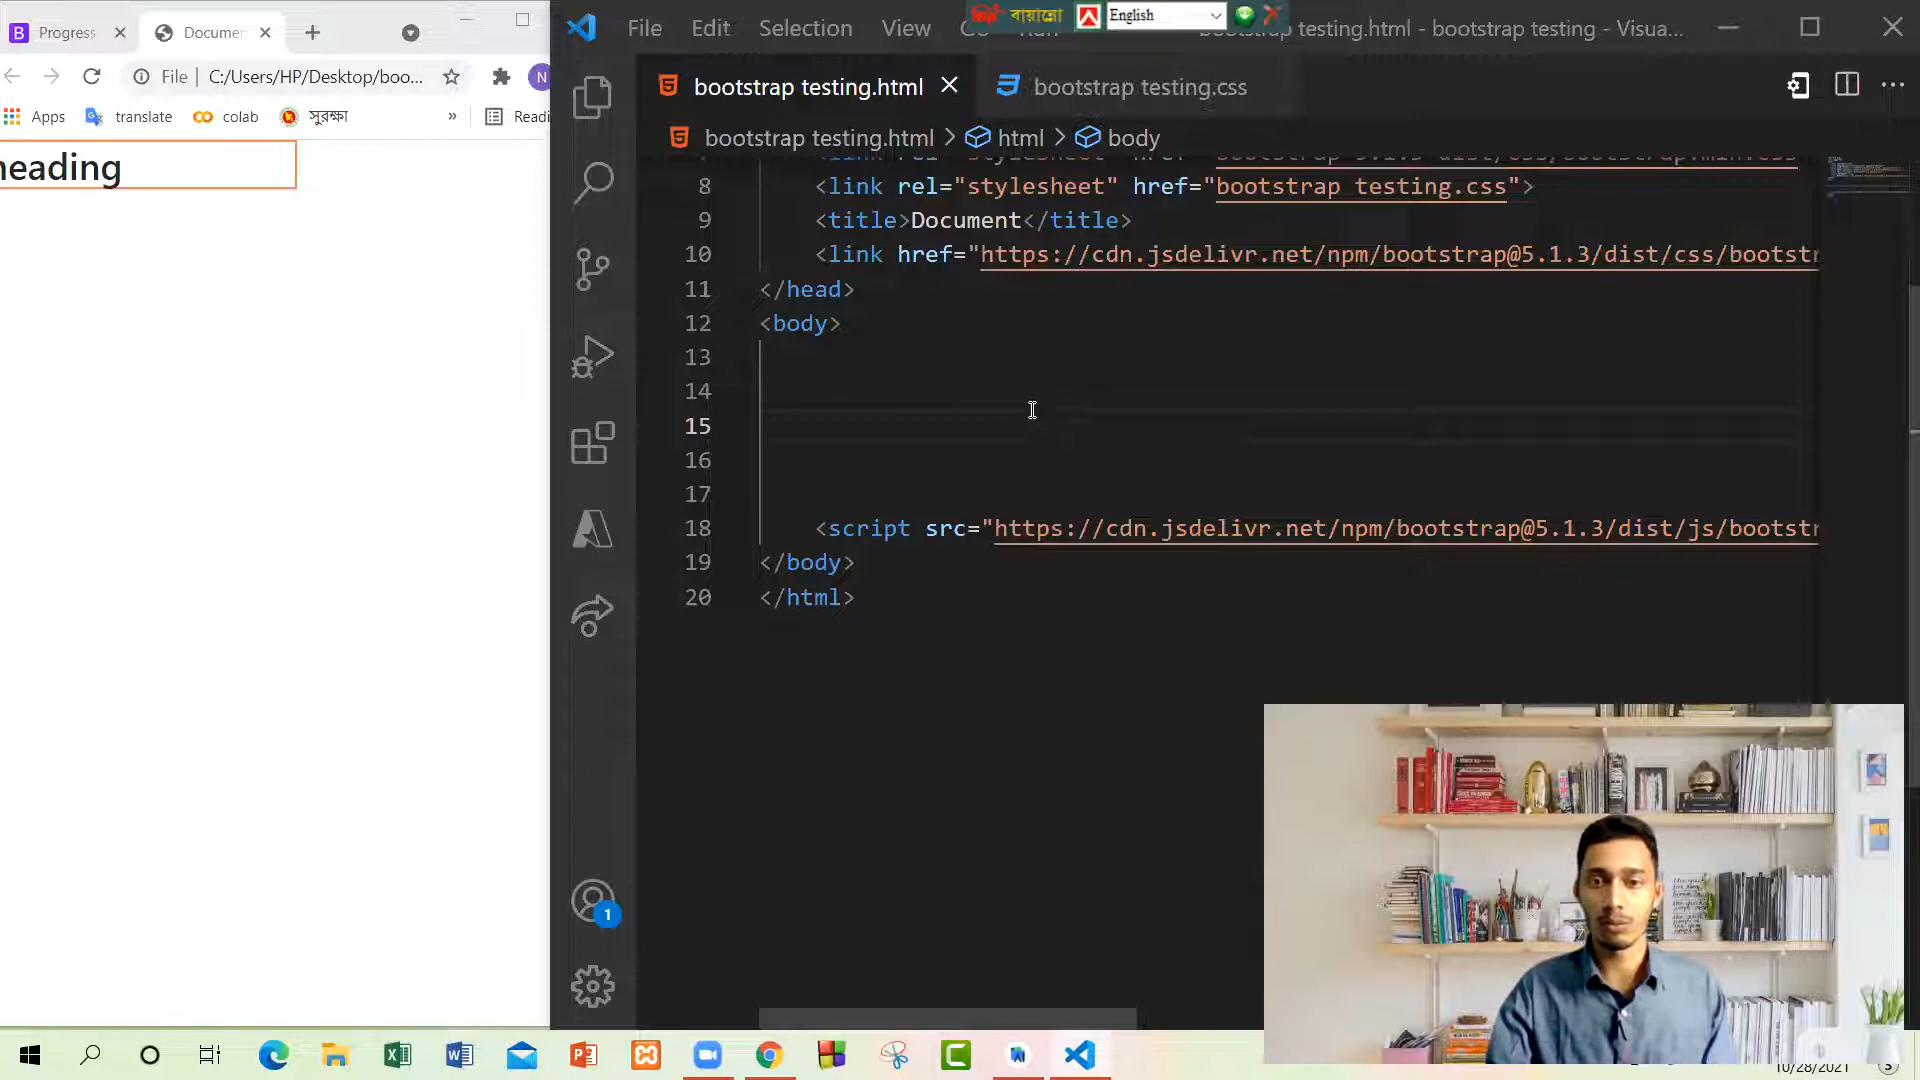 Progress
Documen
File
C:/Users/HP/Desktop/boo...
N
Apps
translate
colab
সুরক্ষা
»
Readi
heading
File
Edit
Selection
View
বায়ান্নো
English
bootstrap testing.html - bootstrap testing - Visua...
bootstrap testing.html
bootstrap testing.css
bootstrap testing.html > html > body
8 <link rel="stylesheet" href="bootstrap testing.css">
9 <title>Document</title>
10 <link href="https://cdn.jsdelivr.net/npm/bootstrap@5.1.3/dist/css/bootstr
11 </head>
12 <body>
13
14
15
16
17
18 <script src="https://cdn.jsdelivr.net/npm/bootstrap@5.1.3/dist/js/bootstr
19 </body>
20 </html>
1
10/28/2021